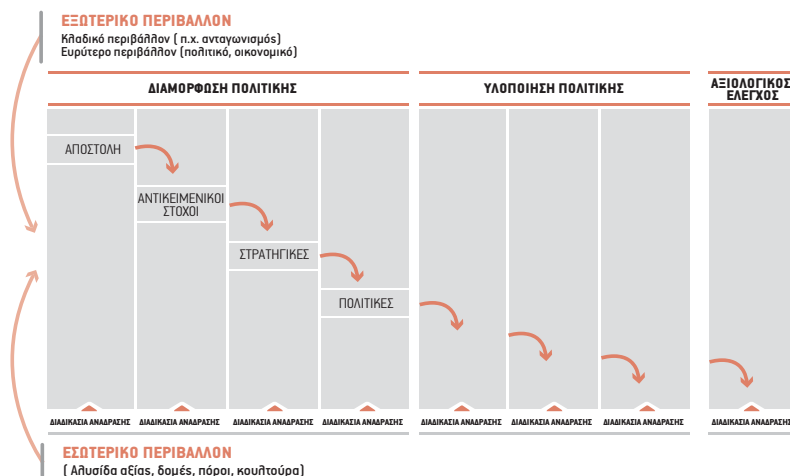 ΕΞΩΤΕΡΙΚΟ ΠΕΡΙΒΑΛΛΟΝ
Κλαδικό περιβάλλον ( π.χ. ανταγωνισμός)
Ευρύτερο περιβάλλον (πολιτικό, οικονομικό)
ΔΙΑΜΟΡΦΩΣΗ ΠΟΛΙΤΙΚΗΣ
ΥΛΟΠΟΙΗΣΗ ΠΟΛΙΤΙΚΗΣ
ΑΞΙΟΛΟΓΙΚΟΣ
ΕΛΕΓΧΟΣ
ΑΠΟΣΤΟΛΗ
ΑΝΤΙΚΕΙΜΕΝΙΚΟΙ
ΣΤΟΧΟΙ
ΣΤΡΑΤΗΓΙΚΕΣ
ΠΟΛΙΤΙΚΕΣ
ΔΙΑΔΙΚΑΣΙΑ ΑΝΑΔΡΑΣΗΣ ΔΙΑΔΙΚΑΣΙΑ ΑΝΑΔΡΑΣΗΣ ΔΙΑΔΙΚΑΣΙΑ ΑΝΑΔΡΑΣΗΣ ΔΙΑΔΙΚΑΣΙΑ ΑΝΑΔΡΑΣΗΣ ΔΙΑΔΙΚΑΣΙΑ ΑΝΑΔΡΑΣΗΣ ΔΙΑΔΙΚΑΣΙΑ ΑΝΑΔΡΑΣΗΣ ΔΙΑΔΙΚΑΣΙΑ ΑΝΑΔΡΑΣΗΣ ΔΙΑΔΙΚΑΣΙΑ ΑΝΑΔΡΑΣΗΣ
ΕΣΩΤΕΡΙΚΟ ΠΕΡΙΒΑΛΛΟΝ
( Αλυσίδα αξίας, δομές, πόροι, κουλτούρα)